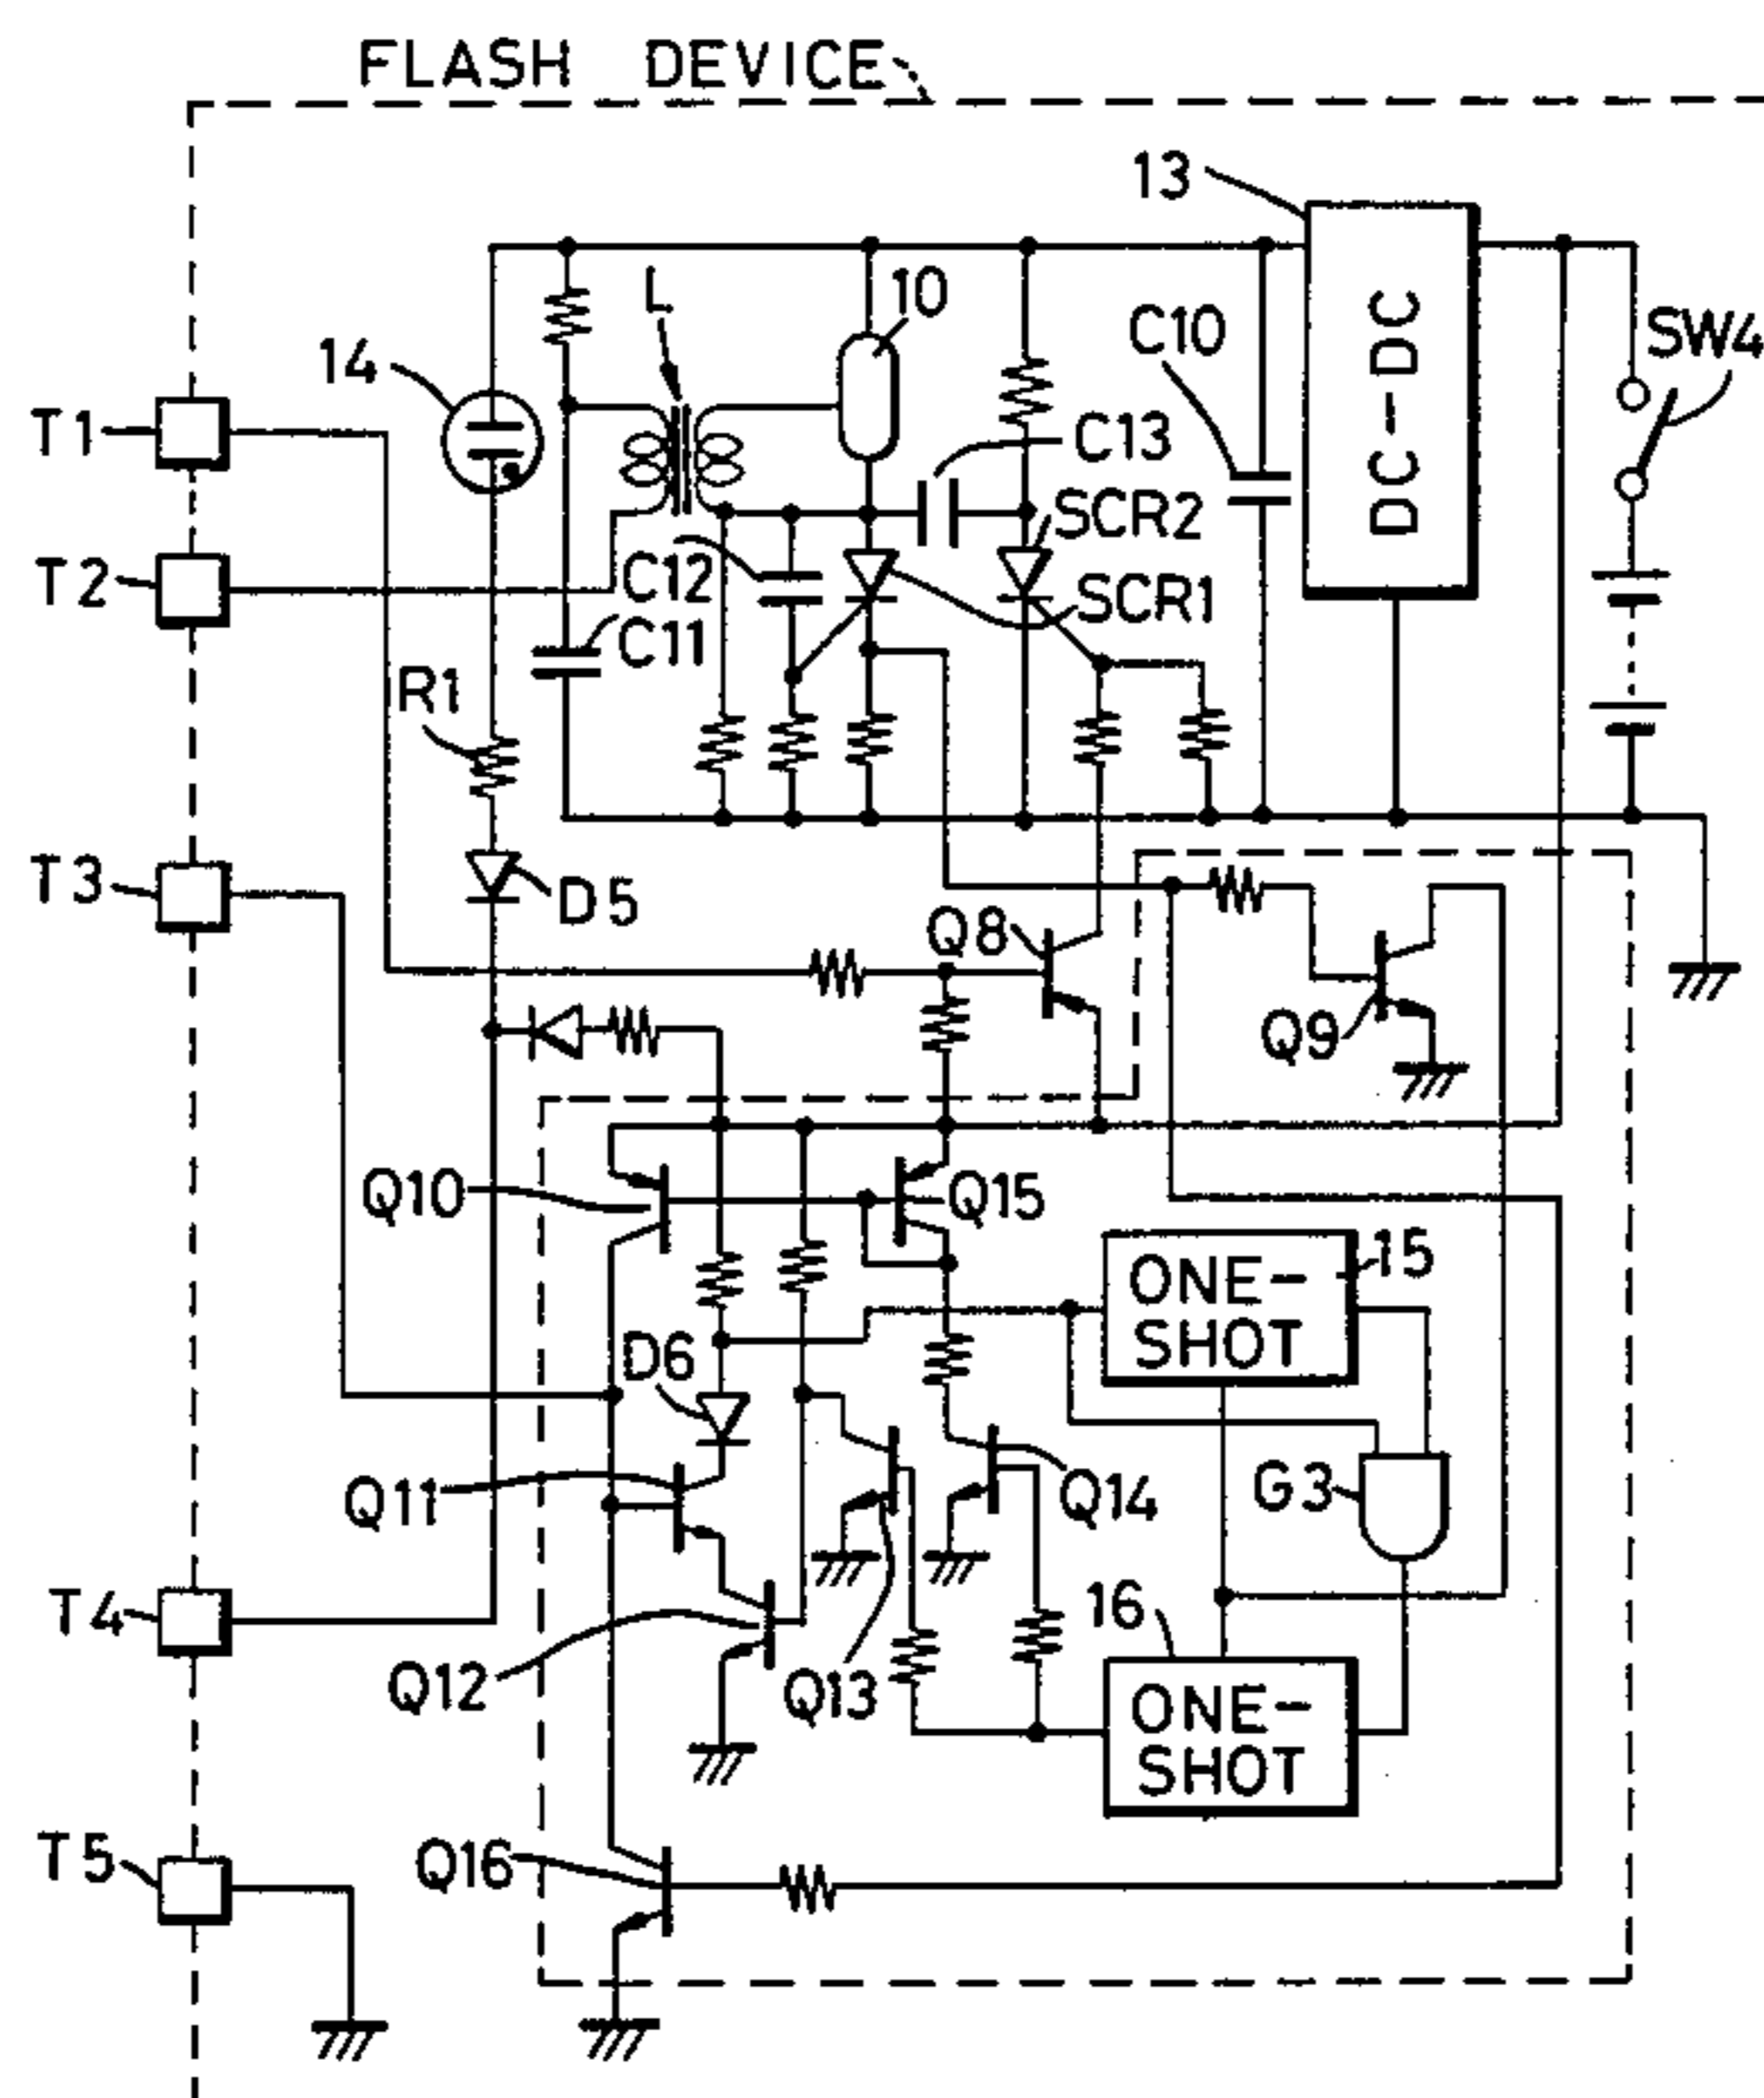 FLASH DEVICE
13
L
10
C10
DC-DC
SW4
14
T1
C13
SCR2
T2
C12
SCR1
C11
R1
T3
D5
Q8
Q9
Q10
Q15
15
ONE-
SHOT
D6
Q11
Q14
G3
T4
16
Q12
Q13
ONE-
SHOT
T5
Q16